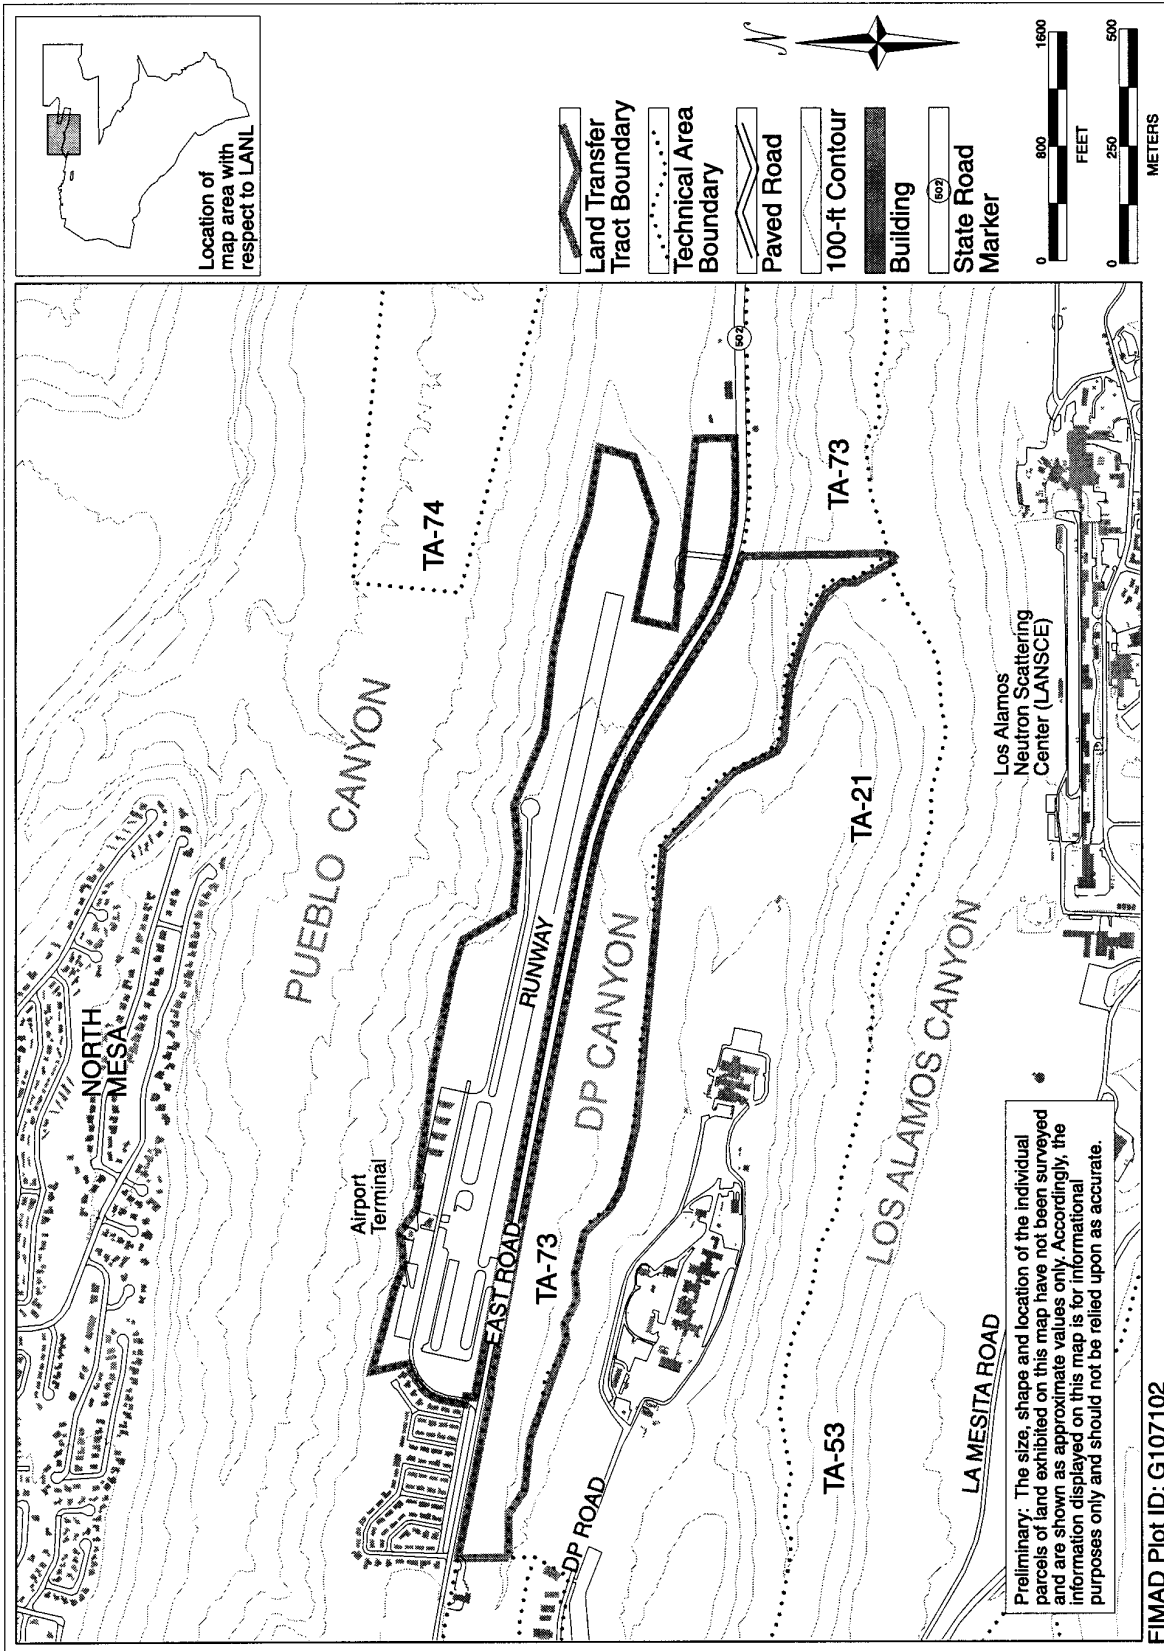 NORTH
MESA
PUEBLO CANYON
TA-74
Airport
Terminal
RUNWAY
EAST ROAD
TA-73
DP CANYON
502
TA-73
DP ROAD
TA-21
TA-53
LOS ALAMOS CANYON
LA MESITA ROAD
Los Alamos
Neutron Scattering
Center (LANSCE)
Preliminary: The size, shape and location of the individual
parcels of land exhibited on this map have not been surveyed
and are shown as approximate values only. Accordingly, the
information displayed on this map is for informational
purposes only and should not be relied upon as accurate.
FIMAD Plot ID: G107102
Location of
map area with
respect to LANL
Land Transfer
Tract Boundary
Technical Area
Boundary
Paved Road
100-ft Contour
Building
502
State Road
Marker
N
0 800 1600
FEET
0 250 500
METERS